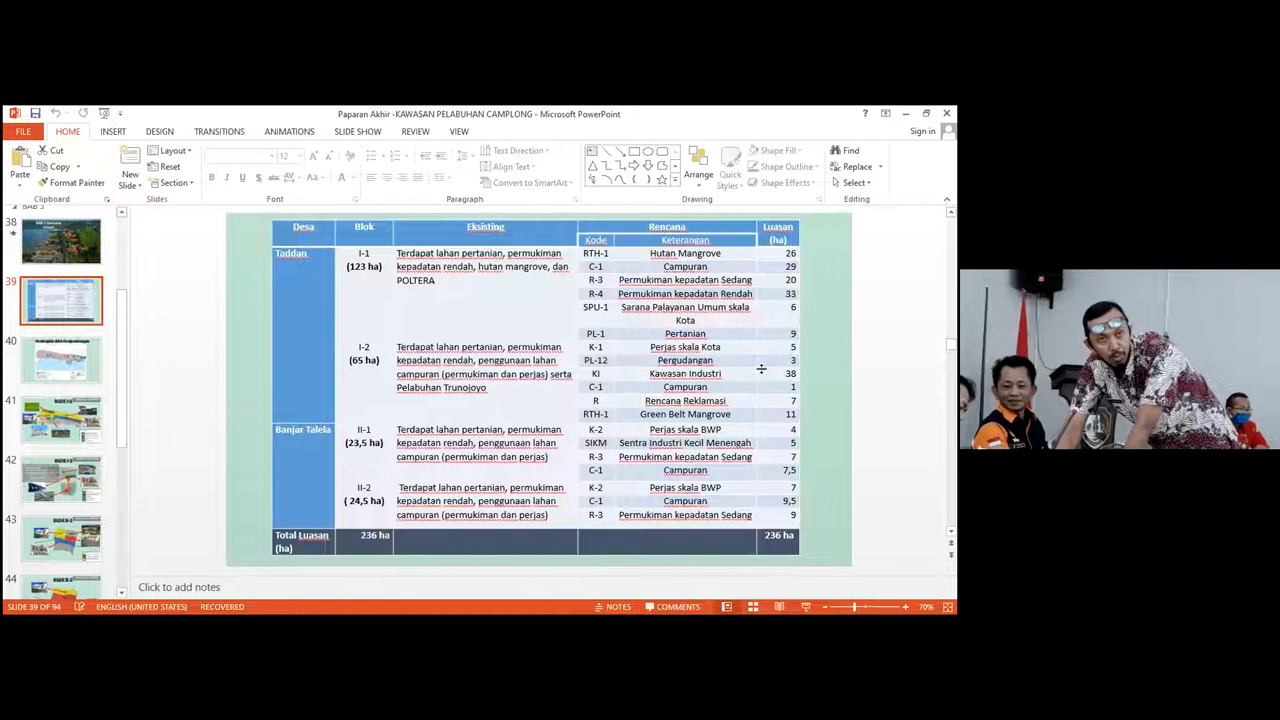 Paparan Akhir -KAWASAN PELABUHAN CAMPLONG - Microsoft PowerPoint
FILE HOME INSERT DESIGN TRANSITIONS ANIMATIONS SLIDE SHOW REVIEW VIEW Sign in
Paste
Cut
Copy
Format Painter
Clipboard
New
Slide
Layout
Reset
Section
Slides
12
Font
Text Direction
Align Text
Convert to SmartArt
Paragraph
Arrange
Quick
Styles
Shape Fill
Shape Outline
Shape Effects
Drawing
Find
Replace
Select
Editing
38
39
40
41
42
43
44
Desa Blok Eksisting Rencana Luasan
Kode Keterangan (ha)
Taddan I-1 Terdapat lahan pertanian, permukiman RTH-1 Hutan Mangrove 26
(123 ha) kepadatan rendah, hutan mangrove, dan C-1 Campuran 29
POLTERA R-3 Permukiman kepadatan Sedang 20
R-4 Permukiman kepadatan Rendah 33
SPU-1 Sarana Palayanan Umum skala 6
Kota
PL-1 Pertanian 9
I-2 Terdapat lahan pertanian, permukiman K-1 Perjas skala Kota 5
(65 ha) kepadatan rendah, penggunaan lahan PL-12 Pergudangan 3
campuran (permukiman dan perjas) serta KI Kawasan Industri 38
Pelabuhan Trunojoyo C-1 Campuran 1
R Rencana Reklamasi 7
RTH-1 Green Belt Mangrove 11
Banjar Talela II-1 Terdapat lahan pertanian, permukiman K-2 Perjas skala BWP 4
(23,5 ha) kepadatan rendah, penggunaan lahan SIKM Sentra Industri Kecil Menengah 5
campuran (permukiman dan perjas) R-3 Permukiman kepadatan Sedang 7
C-1 Campuran 7,5
II-2 Terdapat lahan pertanian, permukiman K-2 Perjas skala BWP 7
( 24,5 ha) kepadatan rendah, penggunaan lahan C-1 Campuran 9,5
campuran (permukiman dan perjas) R-3 Permukiman kepadatan Sedang 9
Total Luasan 236 ha 236 ha
(ha)
Click to add notes
SLIDE 39 OF 94 ENGLISH (UNITED STATES) RECOVERED NOTES COMMENTS 70%